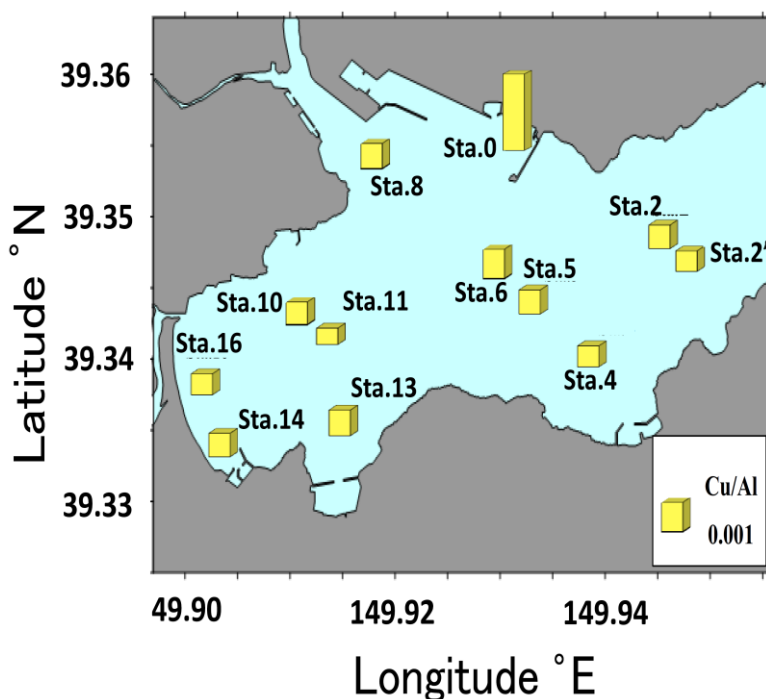 39.36
Sta.0
Sta.8
39.35
Sta.2
Sta.2'
Sta.5
Sta.6
Sta.10
Sta.11
Sta.16
39.34
Sta.4
Sta.13
Sta.14
39.33
Cu/Al
0.001
49.90
149.92
149.94
Latitude °N
Longitude °E